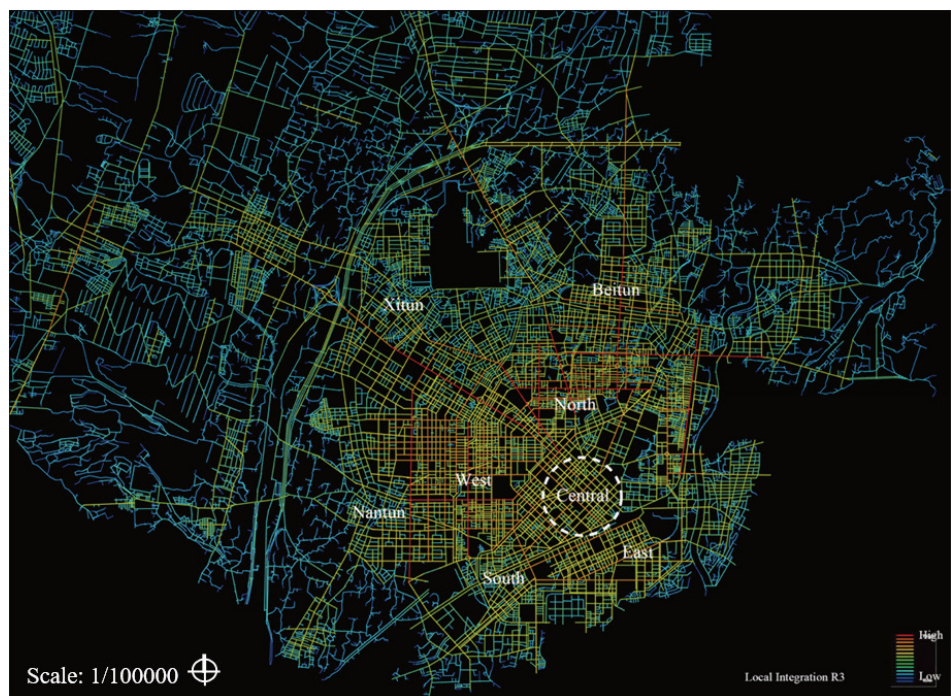 Beitun
Xitun
North
West
Central
Nantun
East
South
High
Low
Scale: 1/100000
Local Integration R3